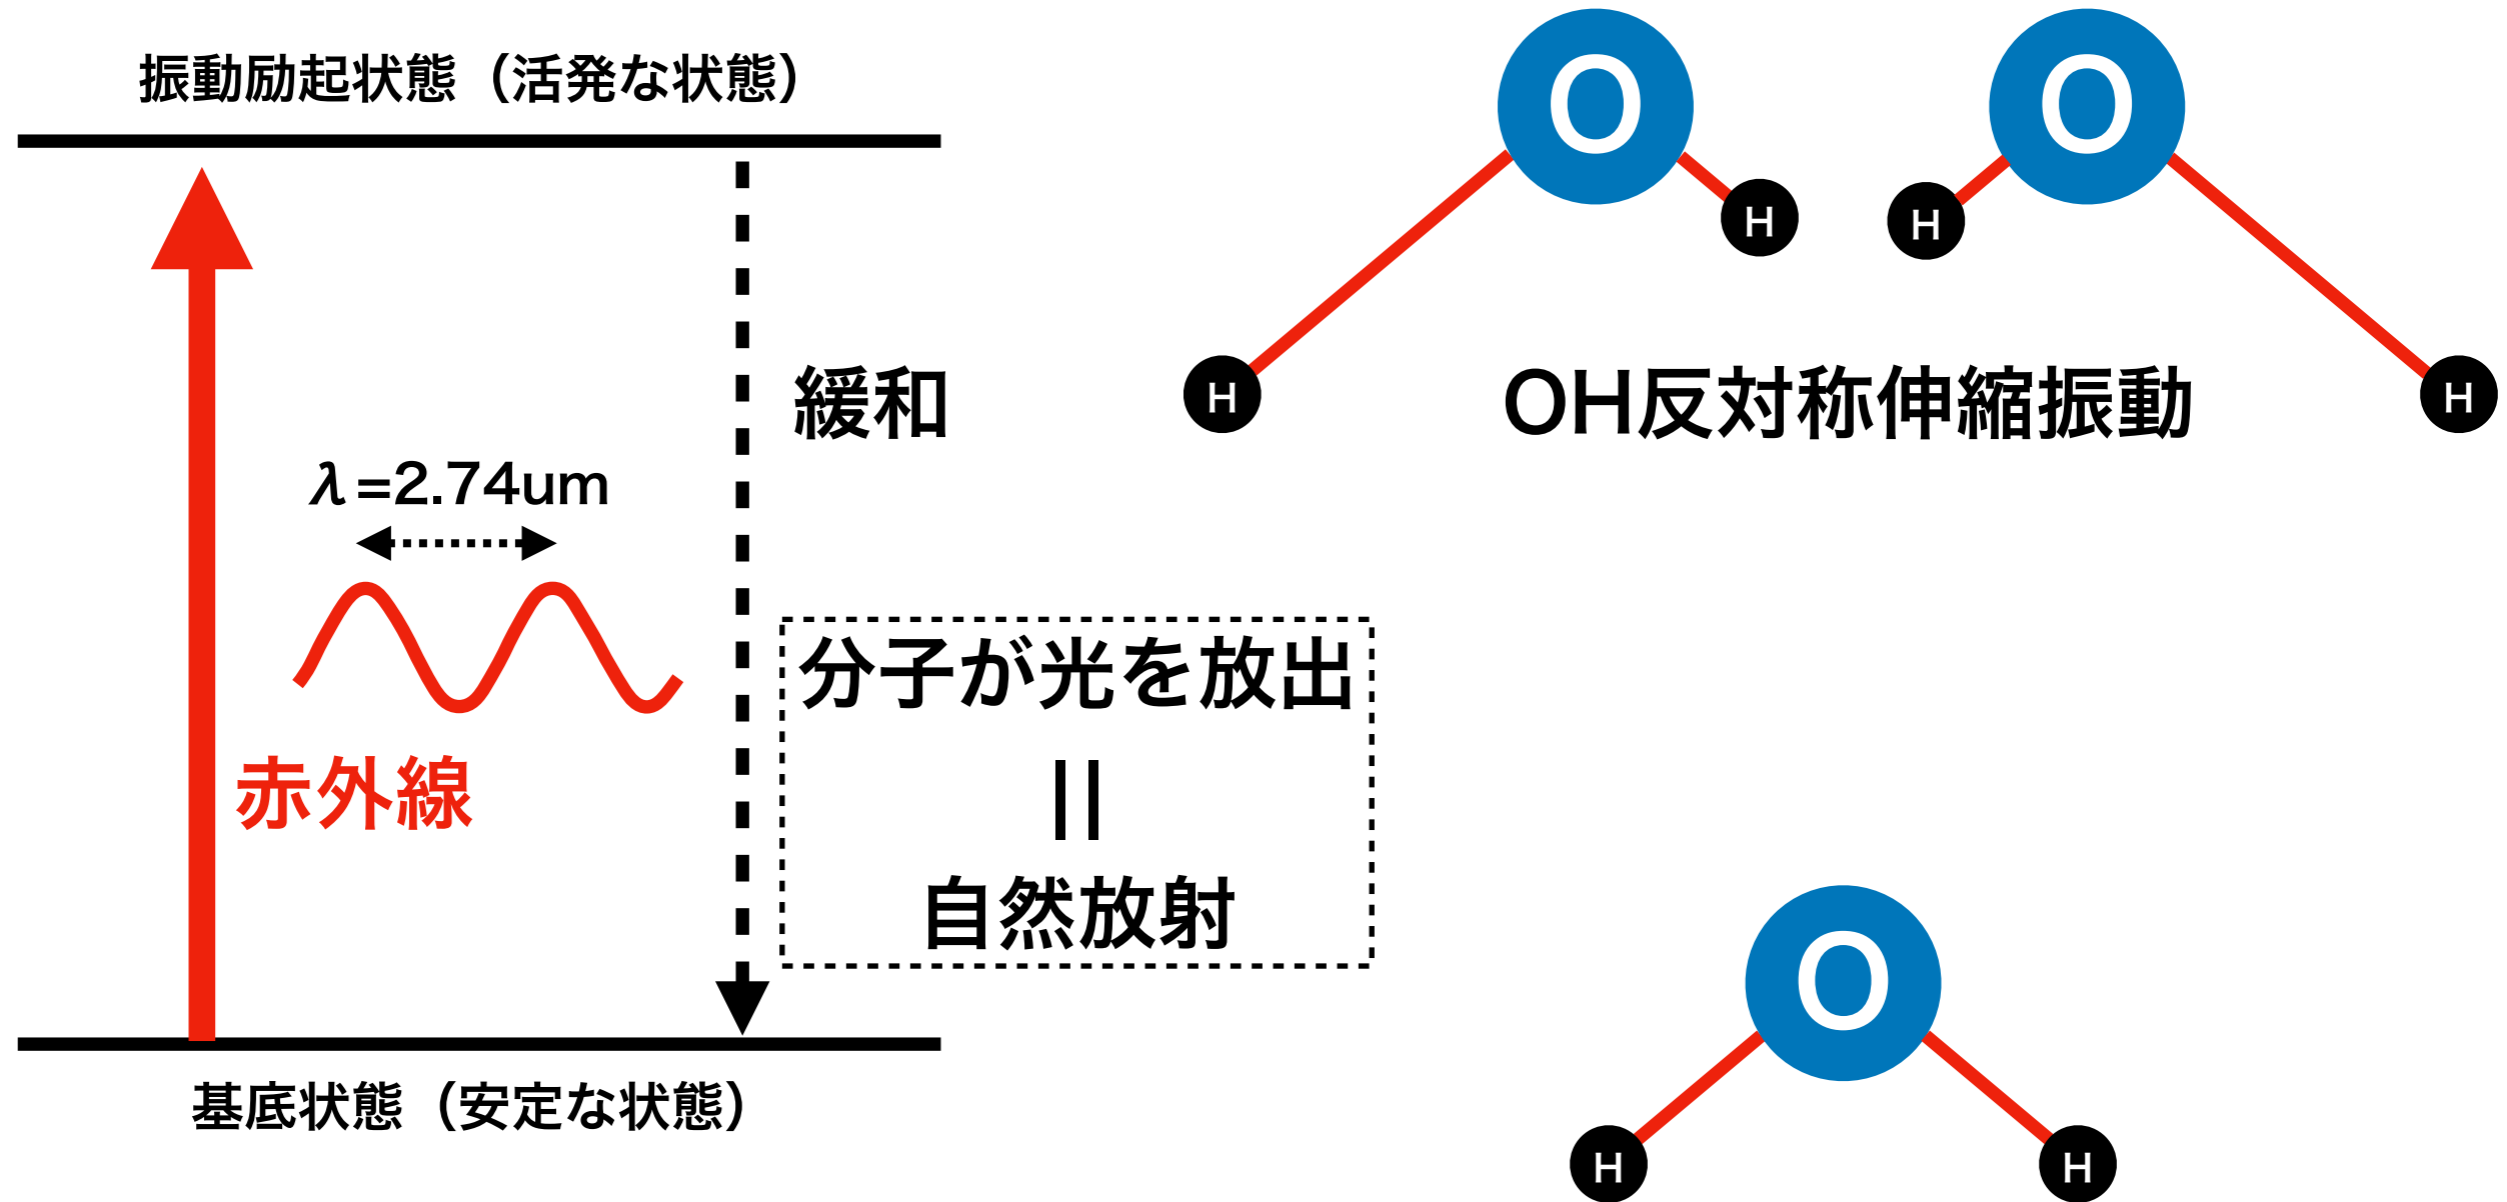 振動励起状態（活発な状態）
O
O
H
H
H
H
緩和
OH反対称伸縮振動
λ=2.74um
分子が光を放出
||
自然放射
赤外線
O
H
H
基底状態（安定な状態）